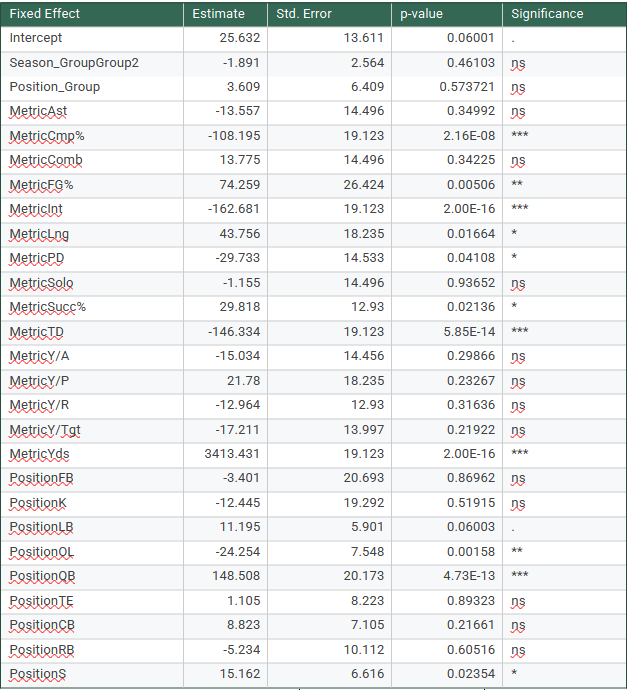 Fixed Effect Estimate Std. Error p-value Significance
Intercept 25.632 13.611 0.06001 .
Season_GroupGroup2 -1.891 2.564 0.46103 ns
Position_Group 3.609 6.409 0.573721 ns
MetricAst -13.557 14.496 0.34992 ns
MetricCmp% -108.195 19.123 2.16E-08 ***
MetricComb 13.775 14.496 0.34225 ns
MetricFG% 74.259 26.424 0.00506 **
MetricInt -162.681 19.123 2.00E-16 ***
MetricLng 43.756 18.235 0.01664 *
MetricPD -29.733 14.533 0.04108 *
MetricSolo -1.155 14.496 0.93652 ns
MetricSucc% 29.818 12.93 0.02136 *
MetricTD -146.334 19.123 5.85E-14 ***
MetricY/A -15.034 14.456 0.29866 ns
MetricY/P 21.78 18.235 0.23267 ns
MetricY/R -12.964 12.93 0.31636 ns
MetricY/Tgt -17.211 13.997 0.21922 ns
MetricYds 3413.431 19.123 2.00E-16 ***
PositionFB -3.401 20.693 0.86962 ns
PositionK -12.445 19.292 0.51915 ns
PositionLB 11.195 5.901 0.06003 .
PositionOL -24.254 7.548 0.00158 **
PositionQB 148.508 20.173 4.73E-13 ***
PositionTE 1.105 8.223 0.89323 ns
PositionCB 8.823 7.105 0.21661 ns
PositionRB -5.234 10.112 0.60516 ns
PositionS 15.162 6.616 0.02354 *